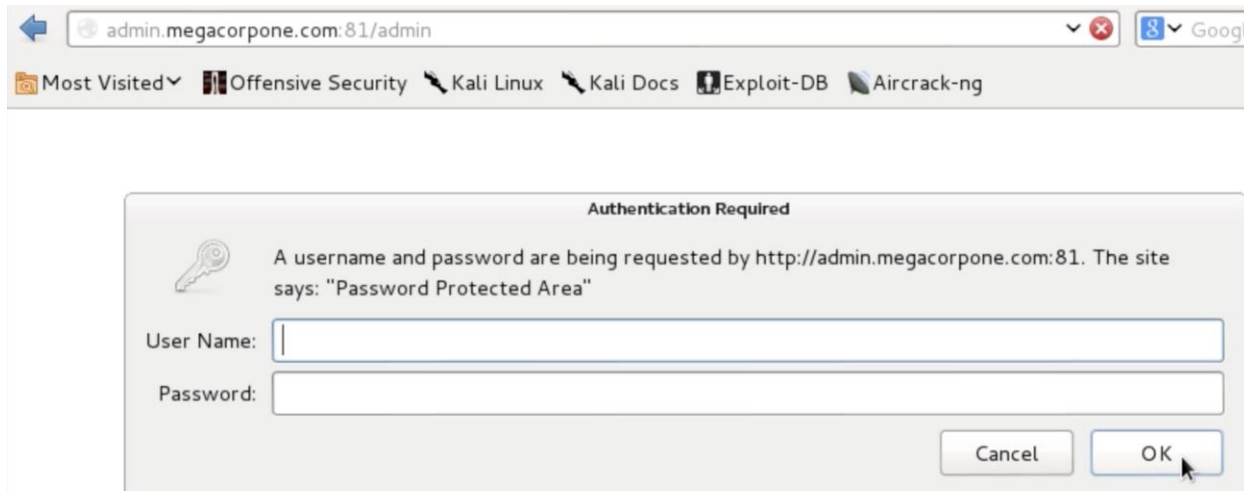 admin.megacorpone.com:81/admin
8 Googl
Most Visited Offensive Security Kali Linux Kali Docs Exploit-DB Aircrack-ng
Authentication Required
A username and password are being requested by http://admin.megacorpone.com:81. The site
says: "Password Protected Area"
User Name:
Password:
Cancel OK